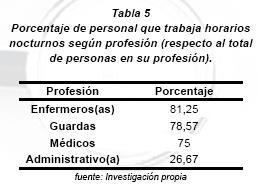 Tabla 5
Porcentaje de personal que trabaja horarios
nocturnos según profesión (respecto al total
de personas en su profesión).
Profesión Porcentaje
Enfermeros(as) 81,25
Guardas 78,57
Médicos 75
Administrativo(a) 26,67
fuente: Investigación propia